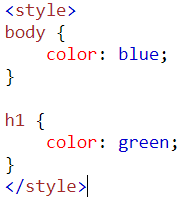 <style>
body {
    color: blue;
}

h1 {
    color: green;
}
</style>